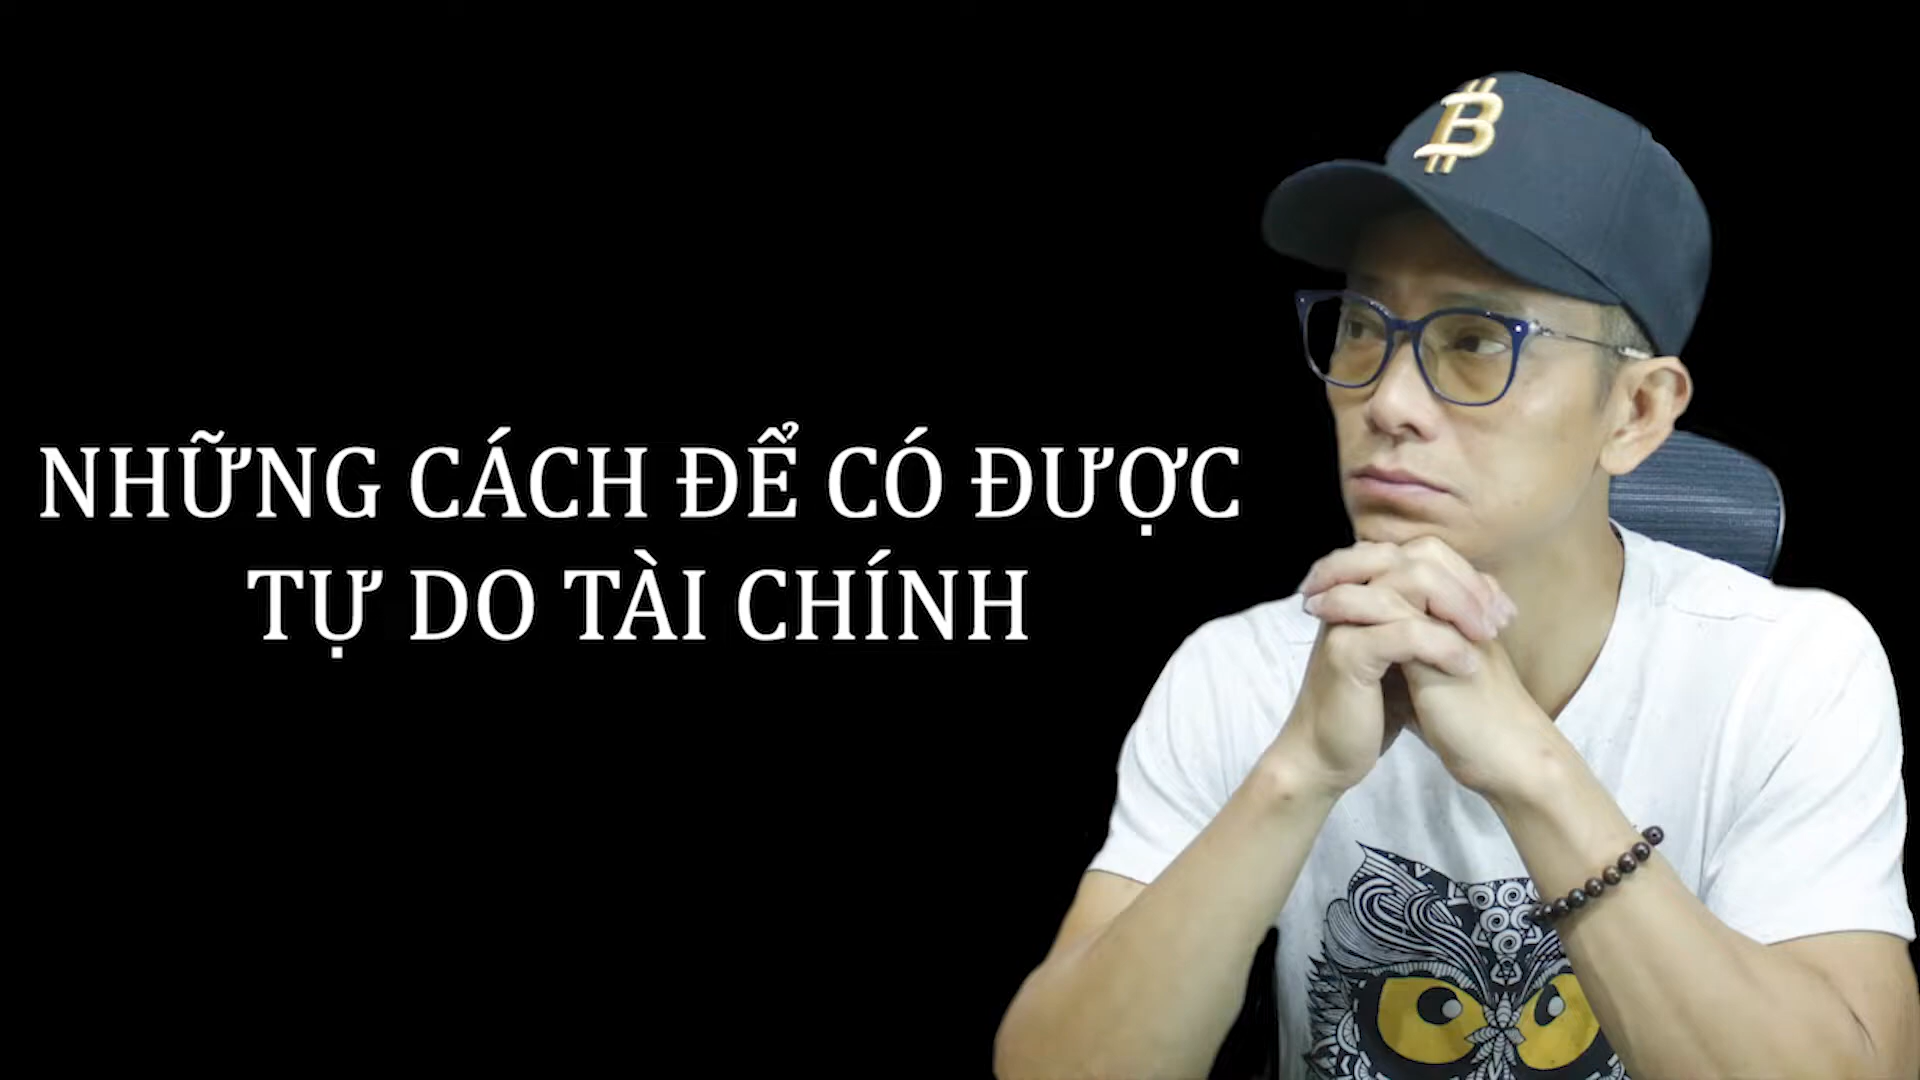 NHỮNG CÁCH ĐỂ CÓ ĐƯỢC
TỰ DO TÀI CHÍNH